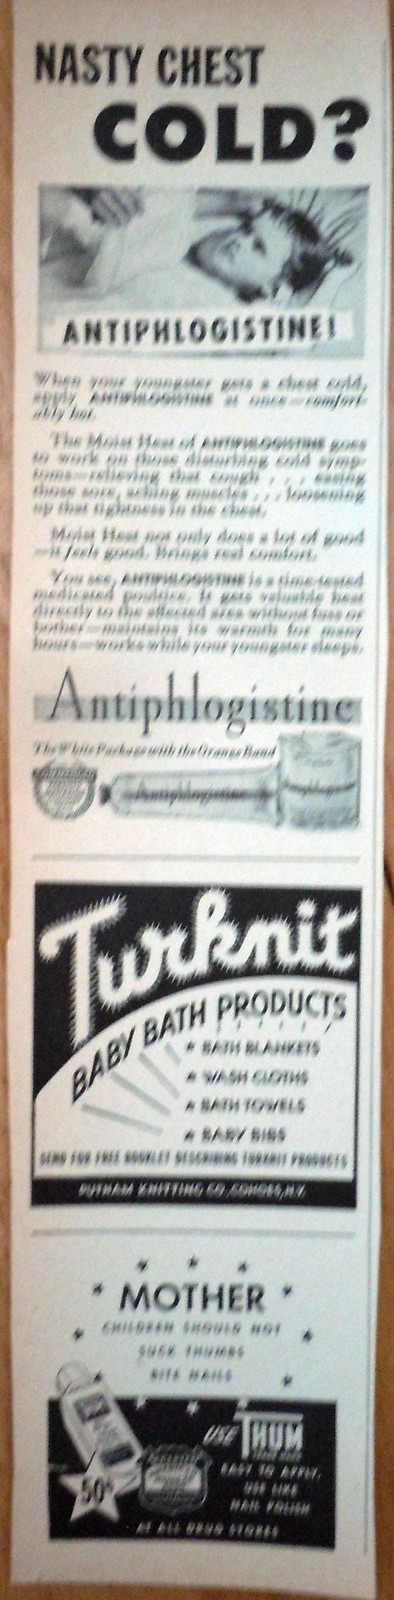 NASTY CHEST
COLD?
ANTIPHLOGISTINE!
When your youngster gets a chest cold,
apply ANTIPHLOGISTINE at once—comfort-
ably hot.
The Moist Heat of ANTIPHLOGISTINE goes
to work on those disturbing cold symp-
toms—relieving that cough . . . easing
those sore, aching muscles . . . loosening
up that tightness in the chest.
Moist Heat not only does a lot of good
—it feels good. Brings real comfort.
You see, ANTIPHLOGISTINE is a time-tested
medicated poultice. It gets valuable heat
directly to the affected area without fuss or
bother—maintains its warmth for many
hours—works while your youngster sleeps.
Antiphlogistine
The White Package with the Orange Band
Antiphlogistine
Turknit
BABY BATH PRODUCTS
★ BATH BLANKETS
★ WASH CLOTHS
★ BATH TOWELS
★ BABY BIBS
SEND FOR FREE BOOKLET DESCRIBING TURKNIT PRODUCTS
PUTNAM KNITTING CO., COHOES, N.Y.
MOTHER
CHILDREN SHOULD NOT
SUCK THUMBS
BITE NAILS
USE THUM
EASY TO APPLY.
USE LIKE
NAIL POLISH
50¢
AT ALL DRUG STORES